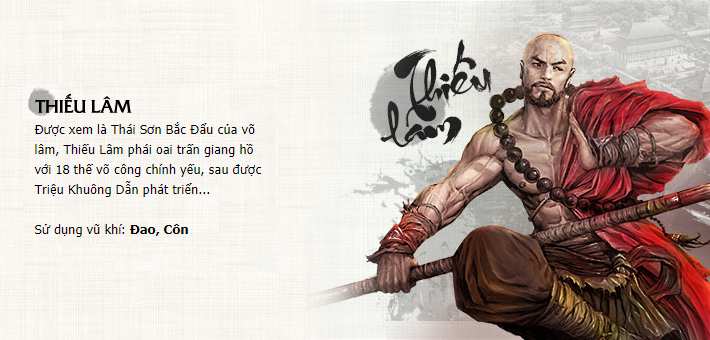 Thiếu
lâm
THIẾU LÂM
Được xem là Thái Sơn Bắc Đẩu của võ
lâm, Thiếu Lâm phái oai trấn giang hồ
với 18 thế võ công chính yếu, sau được
Triệu Khuông Dẫn phát triển...
Sử dụng vũ khí: Đao, Côn